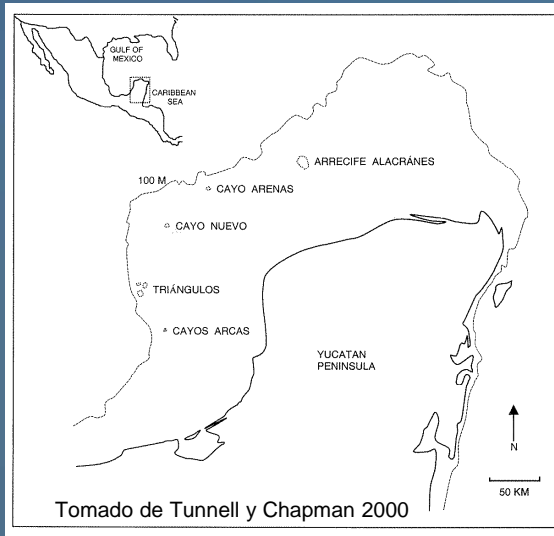 GULF OF
MEXICO
CARIBBEAN
SEA
ARRECIFE ALACRÁNES
100 M
CAYO ARENAS
CAYO NUEVO
TRIÁNGULOS
CAYOS ARCAS
YUCATAN
PENINSULA
N
50 KM
Tomado de Tunnell y Chapman 2000